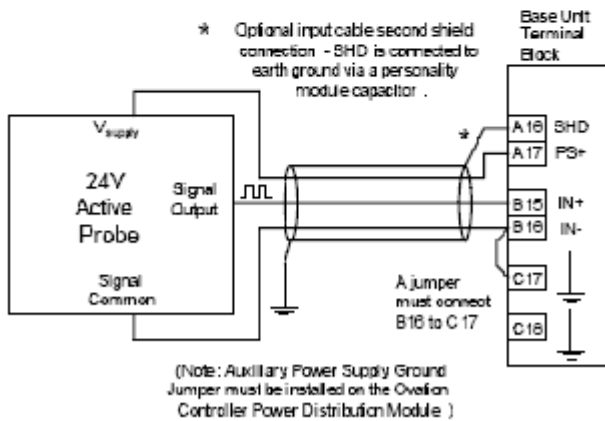 * Optional input cable second shield
connection - SHD is connected to
earth ground via a personality
module capacitor .
Base Unit
Terminal
Block
Vsupply
24V
Active
Probe
Signal
Output
Signal
Common
*
A16 SHD
A17 PS+
B15 IN+
B16 IN-
C17
C18
A jumper
must connect
B16 to C 17
(Note: Auxiliary Power Supply Ground
Jumper must be installed on the Ovation
Controller Power Distribution Module )